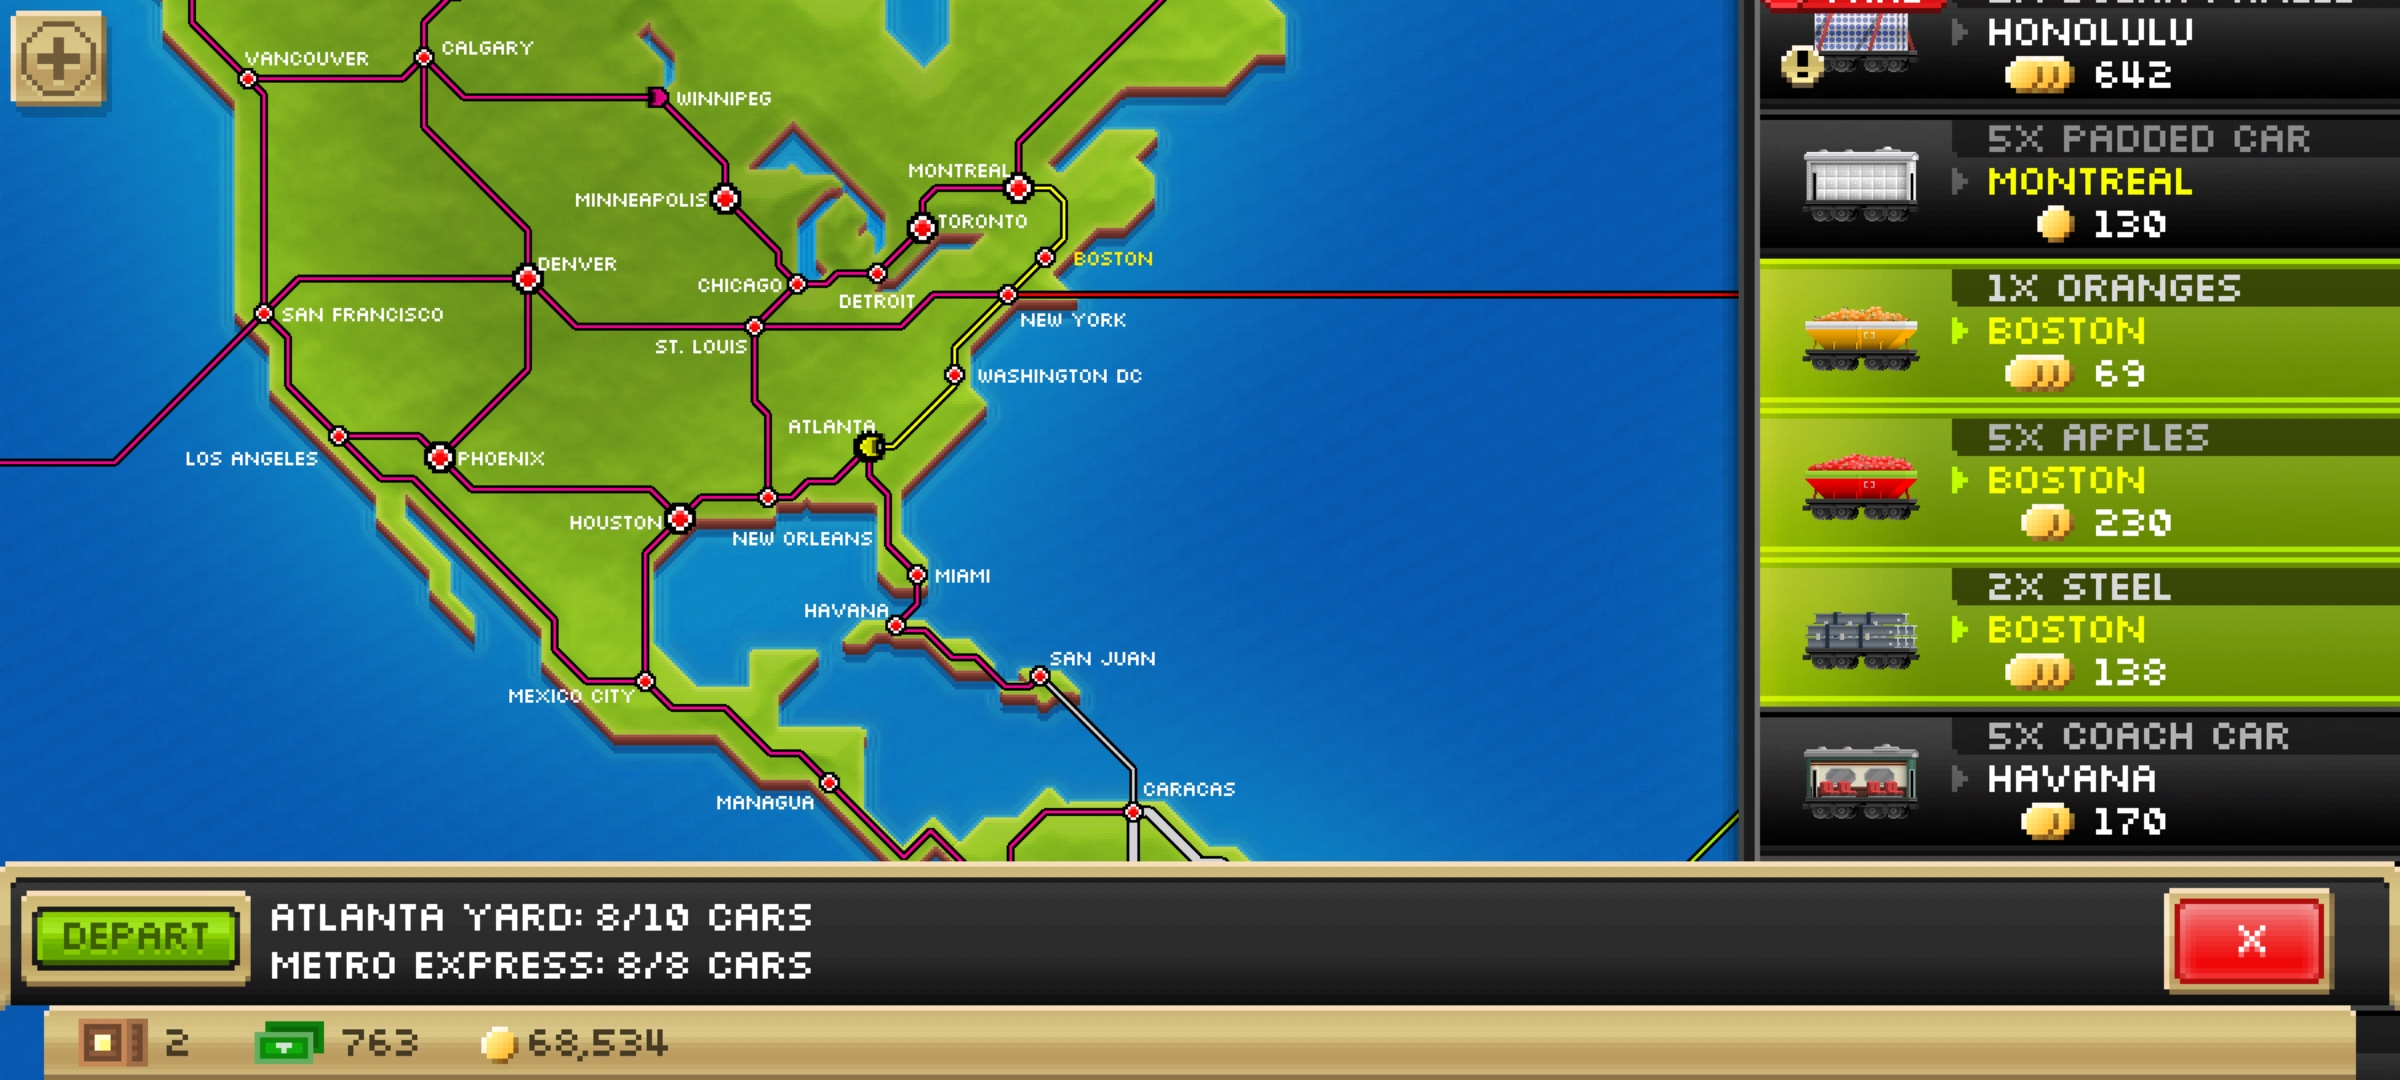 VANCOUVER
CALGARY
WINNIPEG
MONTREAL
MINNEAPOLIS
TORONTO
DENVER
BOSTON
CHICAGO
DETROIT
SAN FRANCISCO
NEW YORK
ST. LOUIS
WASHINGTON DC
ATLANTA
LOS ANGELES
PHOENIX
HOUSTON
NEW ORLEANS
MIAMI
HAVANA
SAN JUAN
MEXICO CITY
CARACAS
MANAGUA
HONOLULU
642
5X PADDED CAR
MONTREAL
130
1X ORANGES
BOSTON
69
5X APPLES
BOSTON
230
2X STEEL
BOSTON
138
5X COACH CAR
HAVANA
170
DEPART
ATLANTA YARD: 8/10 CARS
METRO EXPRESS: 8/8 CARS
X
2
763
68,534